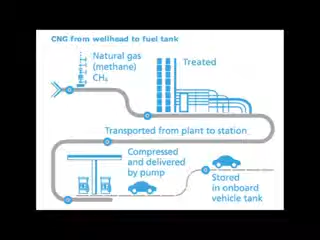 CNG from wellhead to fuel tank
Natural gas
(methane)
CH₄
Treated
Transported from plant to station
Compressed
and delivered
by pump
Stored
in onboard
vehicle tank